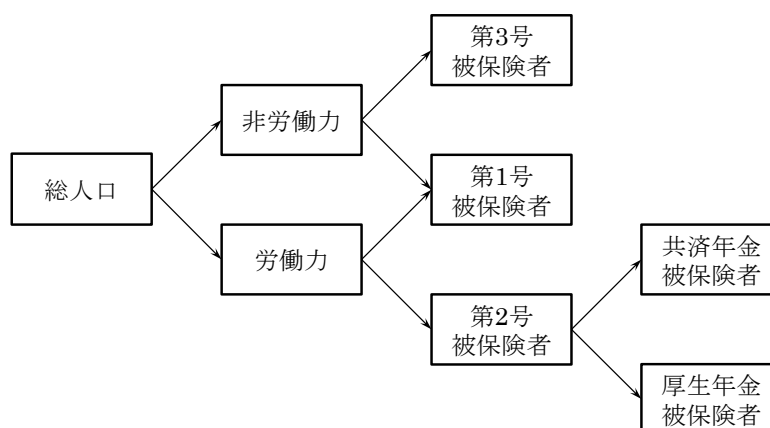 総人口
非労働力
労働力
第3号
被保険者
第1号
被保険者
第2号
被保険者
共済年金
被保険者
厚生年金
被保険者